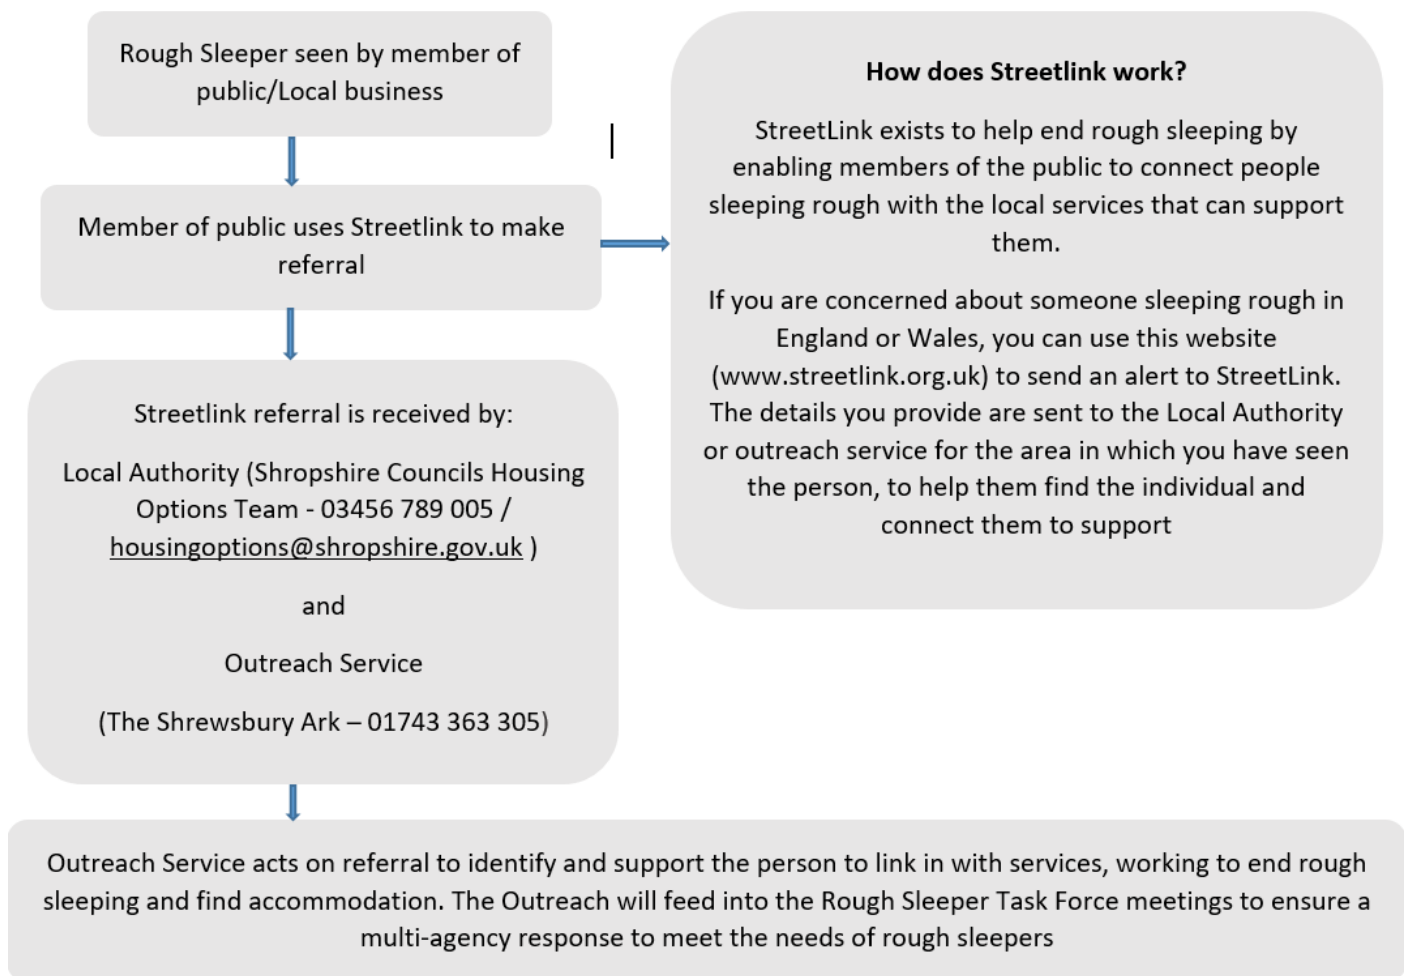 Rough Sleeper seen by member of
public/Local business
Member of public uses Streetlink to make
referral
Streetlink referral is received by:
Local Authority (Shropshire Councils Housing
Options Team - 03456 789 005 /
housingoptions@shropshire.gov.uk )
and
Outreach Service
(The Shrewsbury Ark – 01743 363 305)
How does Streetlink work?
StreetLink exists to help end rough sleeping by
enabling members of the public to connect people
sleeping rough with the local services that can support
them.
If you are concerned about someone sleeping rough in
England or Wales, you can use this website
(www.streetlink.org.uk) to send an alert to StreetLink.
The details you provide are sent to the Local Authority
or outreach service for the area in which you have seen
the person, to help them find the individual and
connect them to support
Outreach Service acts on referral to identify and support the person to link in with services, working to end rough
sleeping and find accommodation. The Outreach will feed into the Rough Sleeper Task Force meetings to ensure a
multi-agency response to meet the needs of rough sleepers